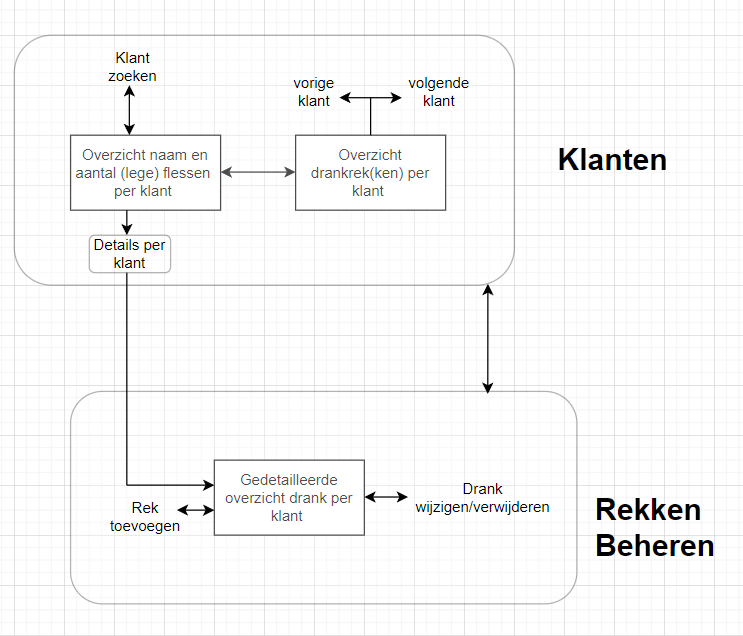 Klant
zoeken
vorige
klant
volgende
klant
Overzicht naam en
aantal (lege) flessen
per klant
Overzicht
drankrek(ken) per
klant
Klanten
Details per
klant
Gedetailleerde
overzicht drank per
klant
Rek
toevoegen
Drank
wijzigen/verwijderen
Rekken
Beheren